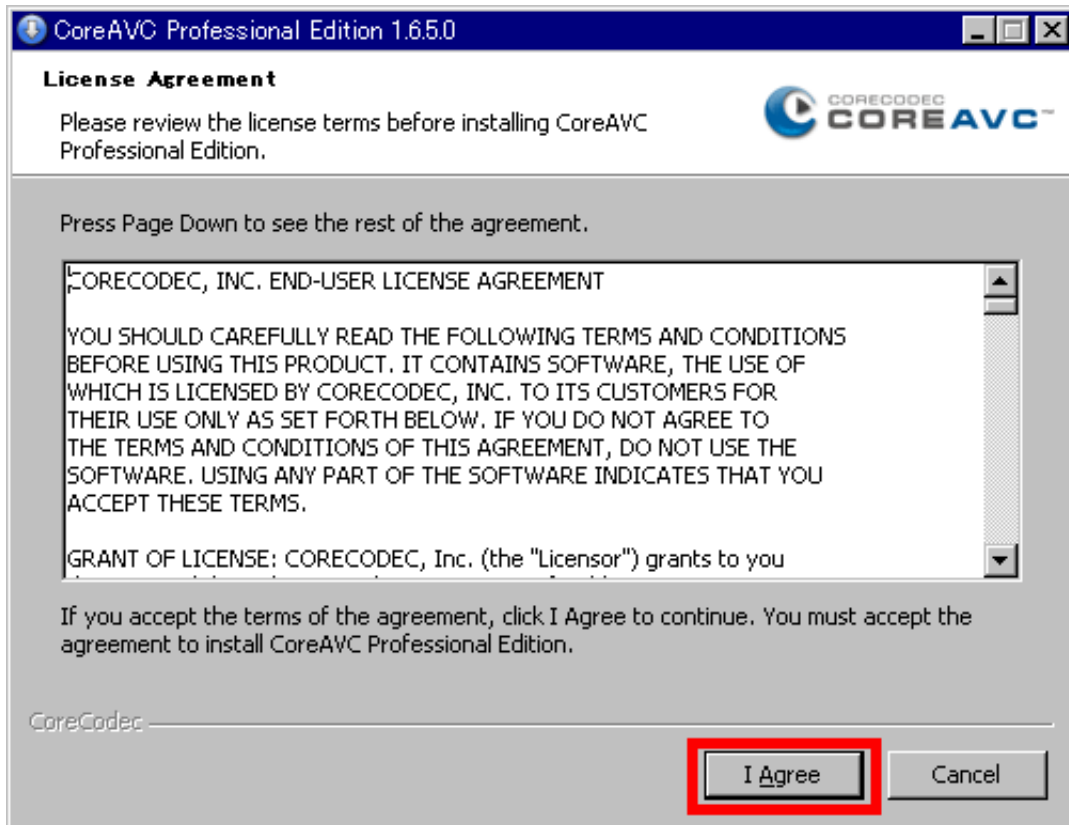 CoreAVC Professional Edition 1.6.5.0
License Agreement
Please review the license terms before installing CoreAVC
Professional Edition.
CORECODEC
COREAVC™
Press Page Down to see the rest of the agreement.
CORECODEC, INC. END-USER LICENSE AGREEMENT
YOU SHOULD CAREFULLY READ THE FOLLOWING TERMS AND CONDITIONS
BEFORE USING THIS PRODUCT. IT CONTAINS SOFTWARE, THE USE OF
WHICH IS LICENSED BY CORECODEC, INC. TO ITS CUSTOMERS FOR
THEIR USE ONLY AS SET FORTH BELOW. IF YOU DO NOT AGREE TO
THE TERMS AND CONDITIONS OF THIS AGREEMENT, DO NOT USE THE
SOFTWARE. USING ANY PART OF THE SOFTWARE INDICATES THAT YOU
ACCEPT THESE TERMS.
GRANT OF LICENSE: CORECODEC, Inc. (the "Licensor") grants to you
If you accept the terms of the agreement, click I Agree to continue. You must accept the
agreement to install CoreAVC Professional Edition.
CoreCodec
I Agree
Cancel